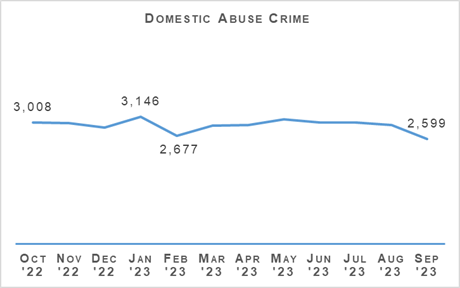 DOMESTIC ABUSE CRIME
3,008
3,146
2,677
2,599
OCT NOV DEC JAN FEB MAR APR MAY JUN JUL AUG SEP
'22 '22 '22 '23 '23 '23 '23 '23 '23 '23 '23 '23